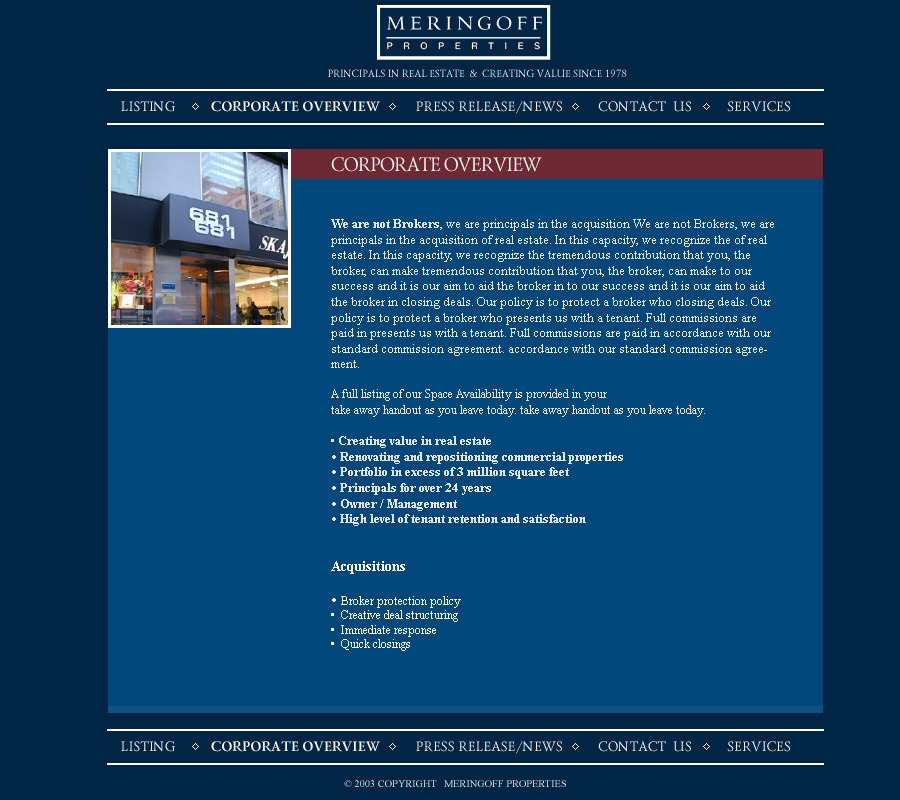 MERINGOFF
PROPERTIES
PRINCIPALS IN REAL ESTATE & CREATING VALUE SINCE 1978
LISTING ◇ CORPORATE OVERVIEW ◇ PRESS RELEASE/NEWS ◇ CONTACT US ◇ SERVICES
CORPORATE OVERVIEW
681
681
SKA
We are not Brokers, we are principals in the acquisition We are not Brokers, we are
principals in the acquisition of real estate. In this capacity, we recognize the of real
estate. In this capacity, we recognize the tremendous contribution that you, the
broker, can make tremendous contribution that you, the broker, can make to our
success and it is our aim to aid the broker in to our success and it is our aim to aid
the broker in closing deals. Our policy is to protect a broker who closing deals. Our
policy is to protect a broker who presents us with a tenant. Full commissions are
paid in presents us with a tenant. Full commissions are paid in accordance with our
standard commission agreement. accordance with our standard commission agree-
ment.
A full listing of our Space Availability is provided in your
take away handout as you leave today. take away handout as you leave today.
• Creating value in real estate
• Renovating and repositioning commercial properties
• Portfolio in excess of 3 million square feet
• Principals for over 24 years
• Owner / Management
• High level of tenant retention and satisfaction
Acquisitions
• Broker protection policy
• Creative deal structuring
• Immediate response
• Quick closings
LISTING ◇ CORPORATE OVERVIEW ◇ PRESS RELEASE/NEWS ◇ CONTACT US ◇ SERVICES
© 2003 COPYRIGHT MERINGOFF PROPERTIES